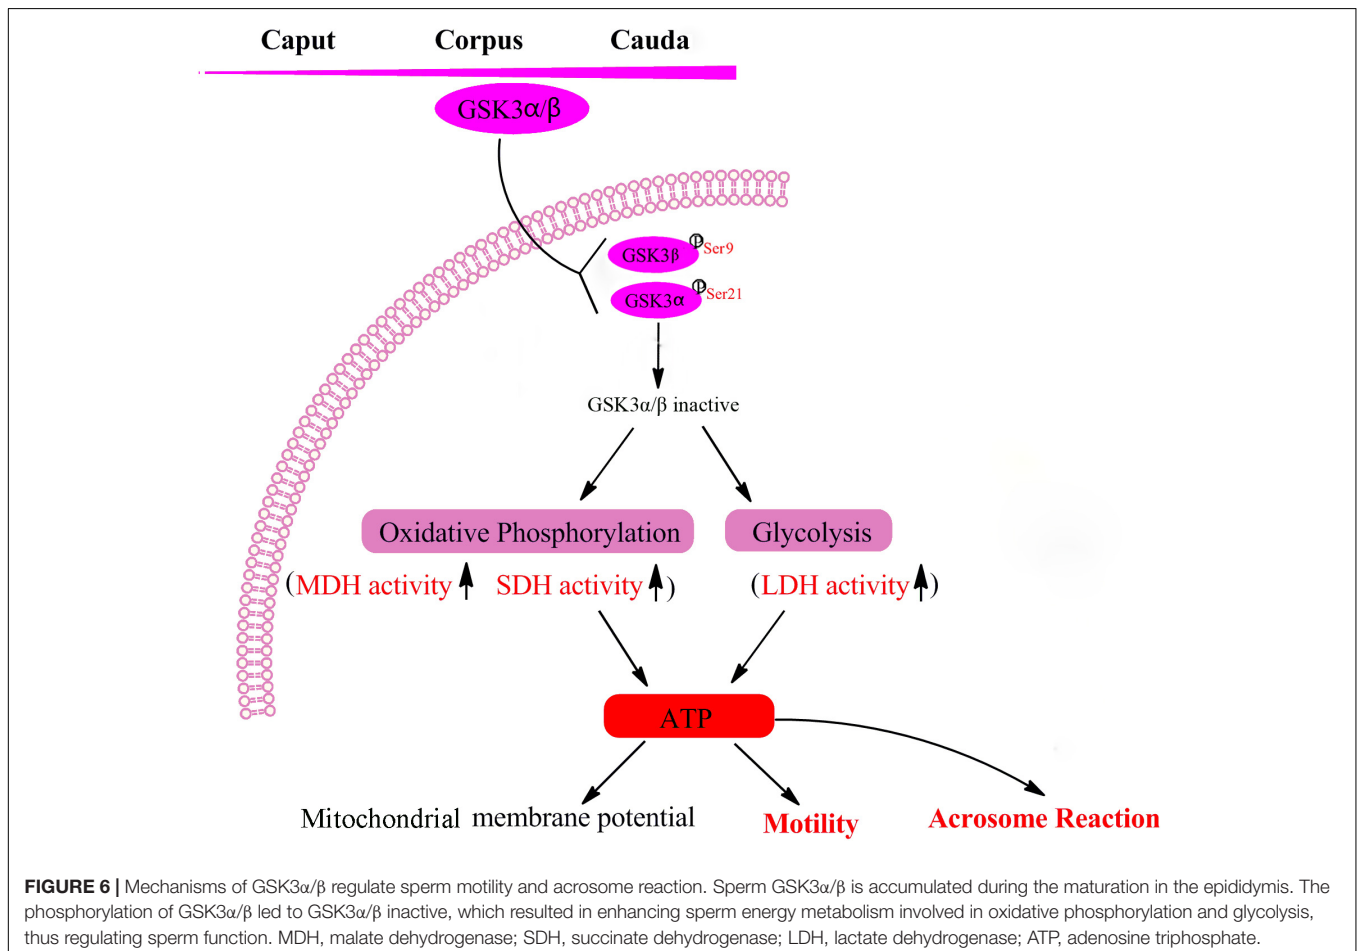 Caput Corpus Cauda
GSK3α/β
GSK3β P Ser9
GSK3α P Ser21
GSK3α/β inactive
Oxidative Phosphorylation Glycolysis
(MDH activity ↑ SDH activity ↑) (LDH activity ↑)
ATP
Mitochondrial membrane potential Motility Acrosome Reaction
FIGURE 6 | Mechanisms of GSK3α/β regulate sperm motility and acrosome reaction. Sperm GSK3α/β is accumulated during the maturation in the epididymis. The
phosphorylation of GSK3α/β led to GSK3α/β inactive, which resulted in enhancing sperm energy metabolism involved in oxidative phosphorylation and glycolysis,
thus regulating sperm function. MDH, malate dehydrogenase; SDH, succinate dehydrogenase; LDH, lactate dehydrogenase; ATP, adenosine triphosphate.